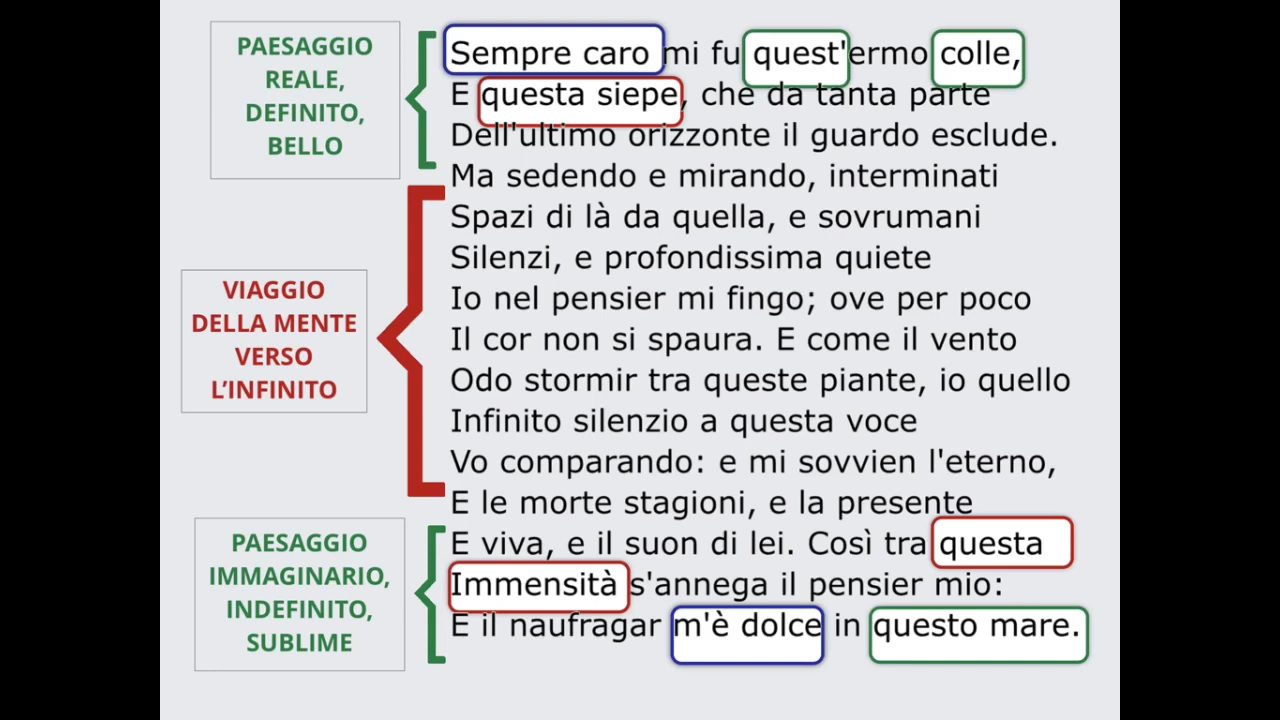 PAESAGGIO
REALE,
DEFINITO,
BELLO
Sempre caro mi fu quest'ermo colle,
E questa siepe, che da tanta parte
Dell'ultimo orizzonte il guardo esclude.
VIAGGIO
DELLA MENTE
VERSO
L'INFINITO
Ma sedendo e mirando, interminati
Spazi di là da quella, e sovrumani
Silenzi, e profondissima quiete
Io nel pensier mi fingo; ove per poco
Il cor non si spaura. E come il vento
Odo stormir tra queste piante, io quello
Infinito silenzio a questa voce
Vo comparando: e mi sovvien l'eterno,
E le morte stagioni, e la presente
PAESAGGIO
IMMAGINARIO,
INDEFINITO,
SUBLIME
E viva, e il suon di lei. Così tra questa
Immensità s'annega il pensier mio:
E il naufragar m'è dolce in questo mare.